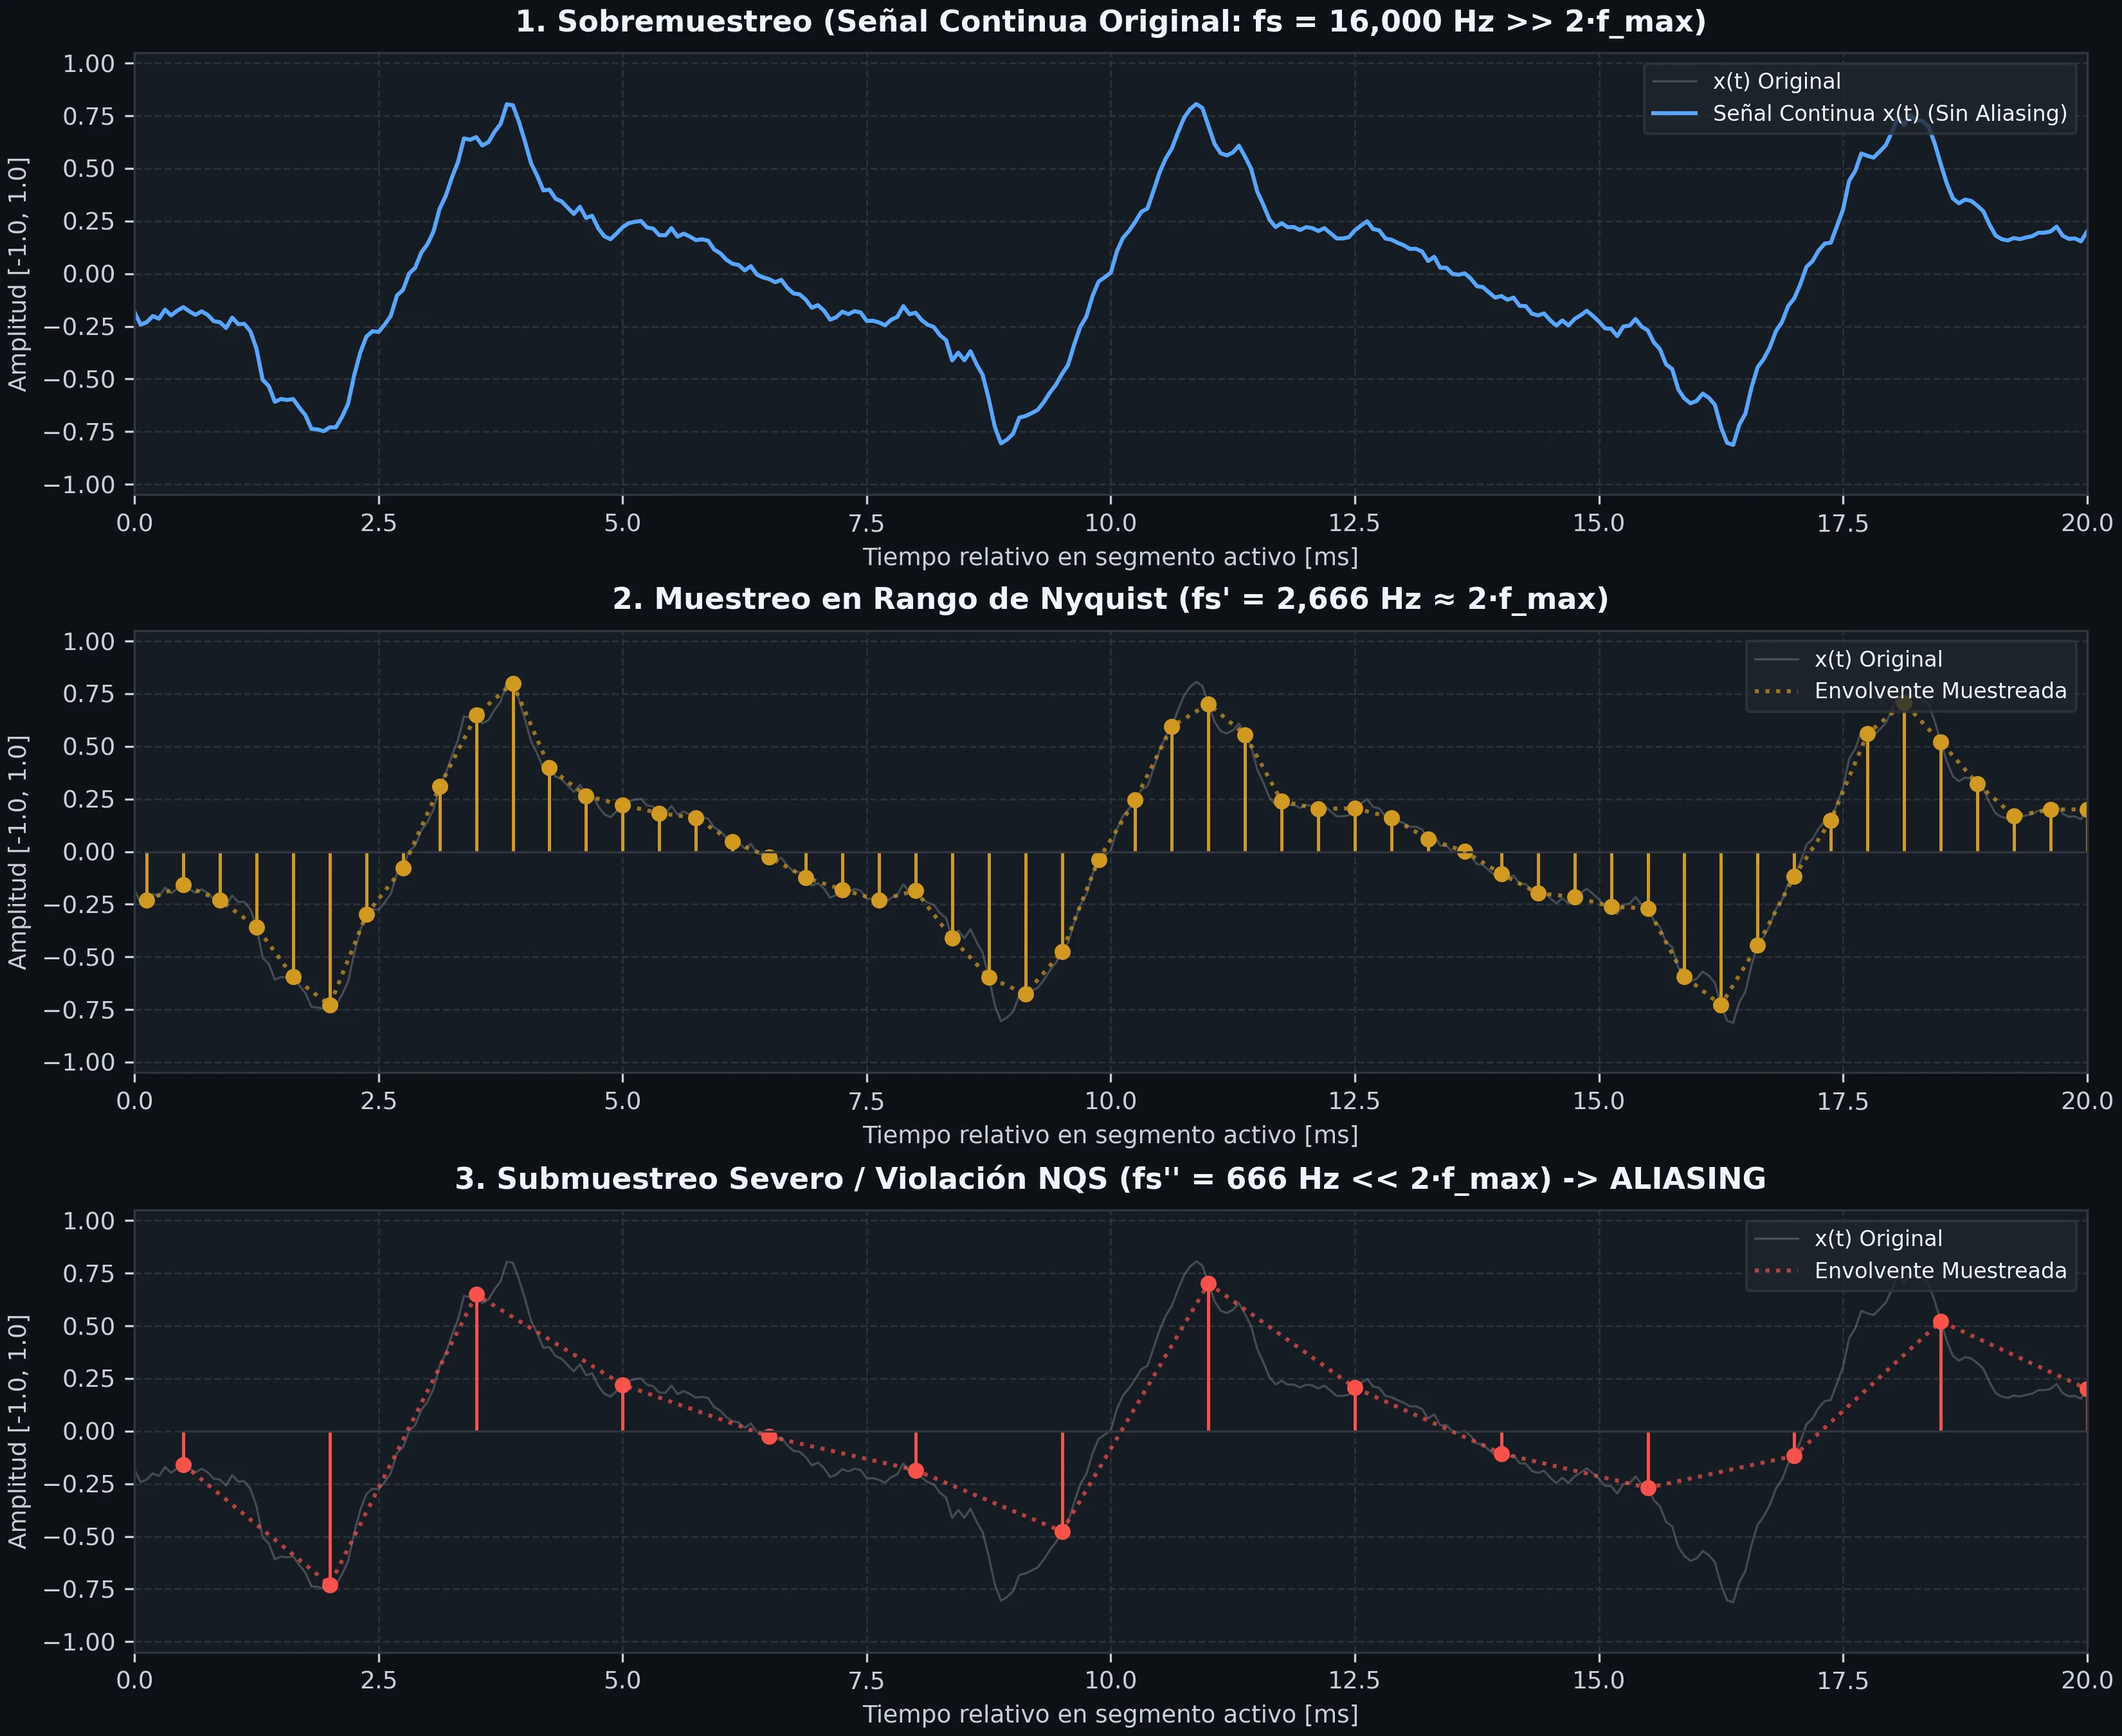 1. Sobremuestreo (Señal Continua Original: fs = 16,000 Hz >> 2·f_max)
x(t) Original
Señal Continua x(t) (Sin Aliasing)
Amplitud [-1.0, 1.0]
1.00
0.75
0.50
0.25
0.00
−0.25
−0.50
−0.75
−1.00
0.0 2.5 5.0 7.5 10.0 12.5 15.0 17.5 20.0
Tiempo relativo en segmento activo [ms]
2. Muestreo en Rango de Nyquist (fs' = 2,666 Hz ≈ 2·f_max)
x(t) Original
Envolvente Muestreada
Amplitud [-1.0, 1.0]
1.00
0.75
0.50
0.25
0.00
−0.25
−0.50
−0.75
−1.00
0.0 2.5 5.0 7.5 10.0 12.5 15.0 17.5 20.0
Tiempo relativo en segmento activo [ms]
3. Submuestreo Severo / Violación NQS (fs'' = 666 Hz << 2·f_max) -> ALIASING
x(t) Original
Envolvente Muestreada
Amplitud [-1.0, 1.0]
1.00
0.75
0.50
0.25
0.00
−0.25
−0.50
−0.75
−1.00
0.0 2.5 5.0 7.5 10.0 12.5 15.0 17.5 20.0
Tiempo relativo en segmento activo [ms]